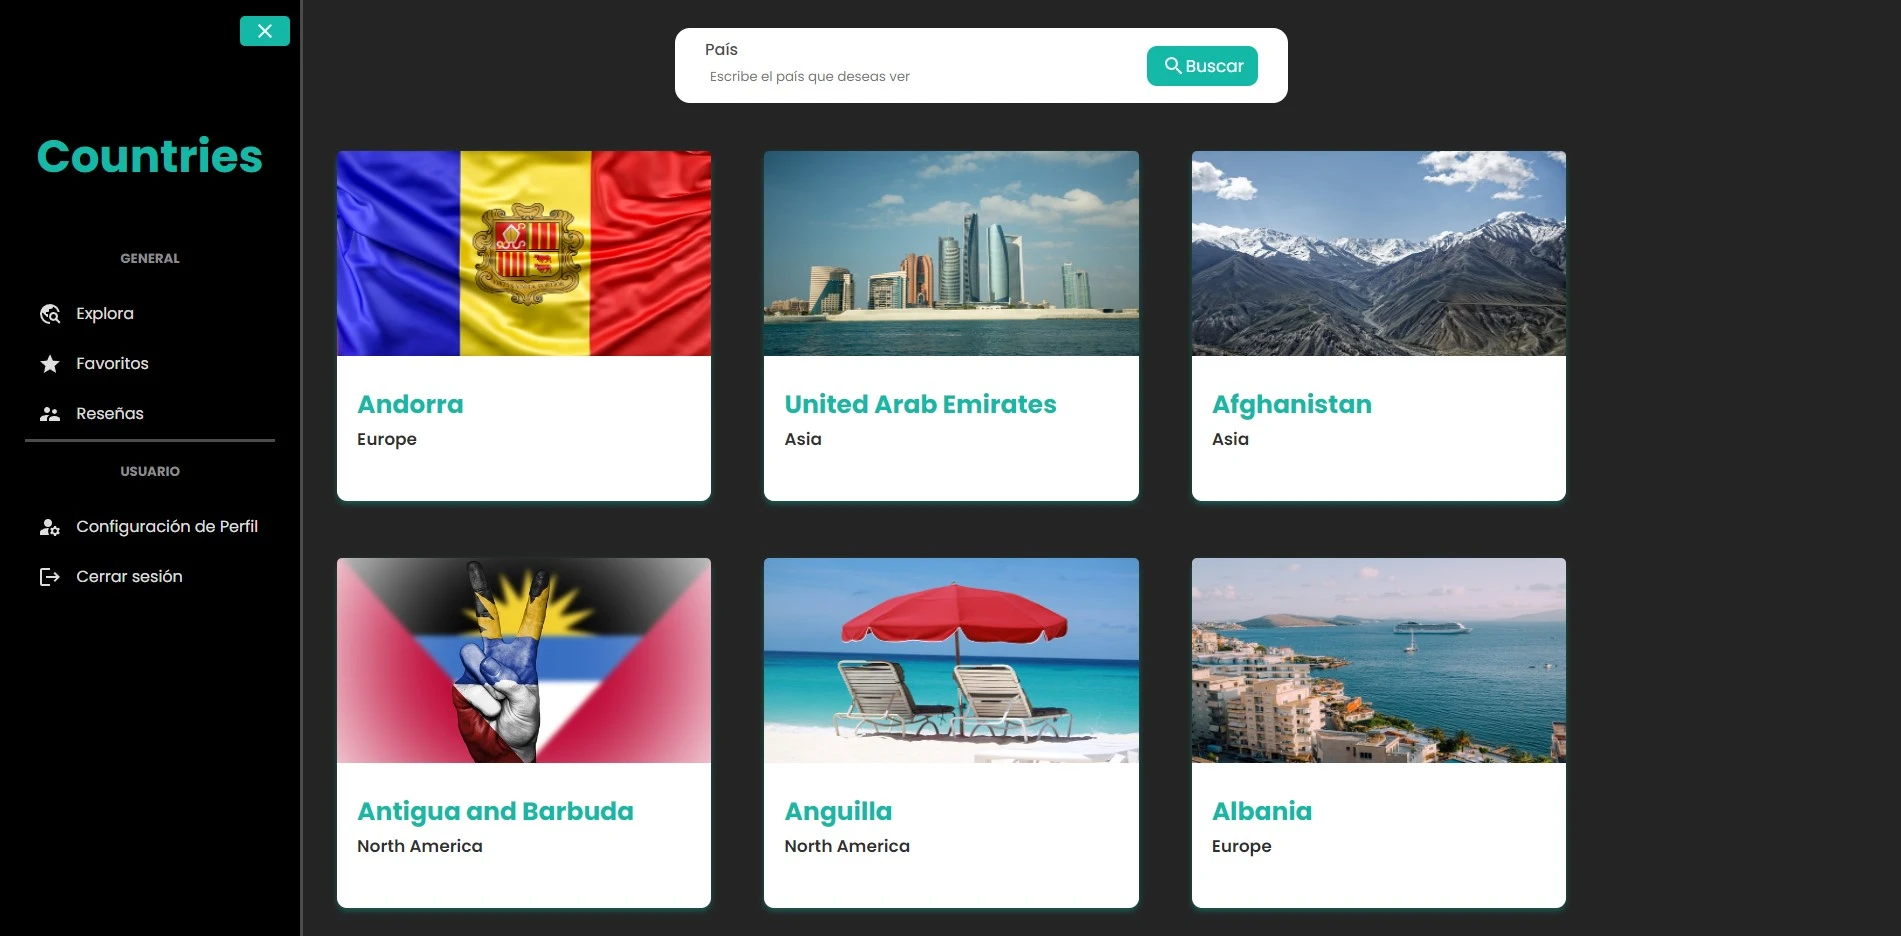 Countries
GENERAL
Explora
Favoritos
Reseñas
USUARIO
Configuración de Perfil
Cerrar sesión
País
Escribe el país que deseas ver
Buscar
Andorra
Europe
United Arab Emirates
Asia
Afghanistan
Asia
Antigua and Barbuda
North America
Anguilla
North America
Albania
Europe